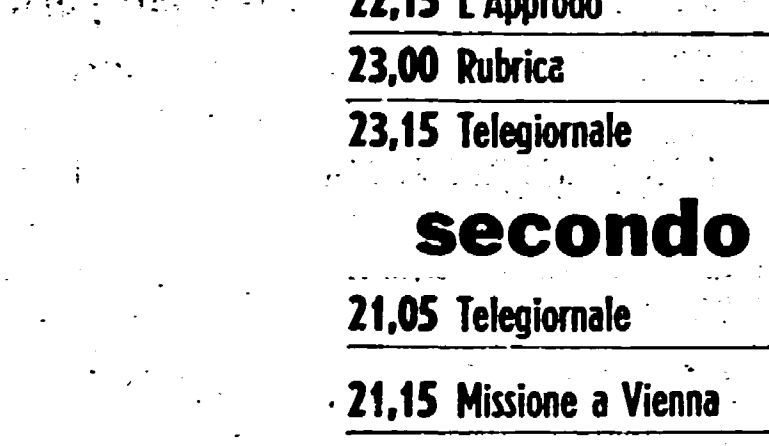 22,15 L'Approdo
23,00 Rubrica
23,15 Telegiornale
secondo
21,05 Telegiornale
21,15 Missione a Vienna